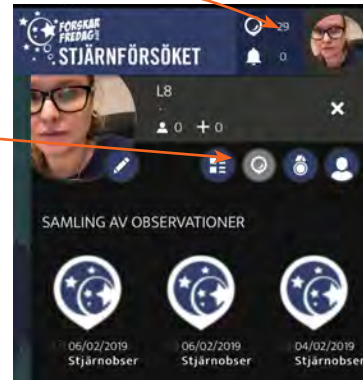 FORSKAR
FREDAG
STJÄRNFÖRSÖKET
29
0
L8
0 + 0
SAMLING AV OBSERVATIONER
06/02/2019
Stjärnobser
06/02/2019
Stjärnobser
04/02/2019
Stjärnobser